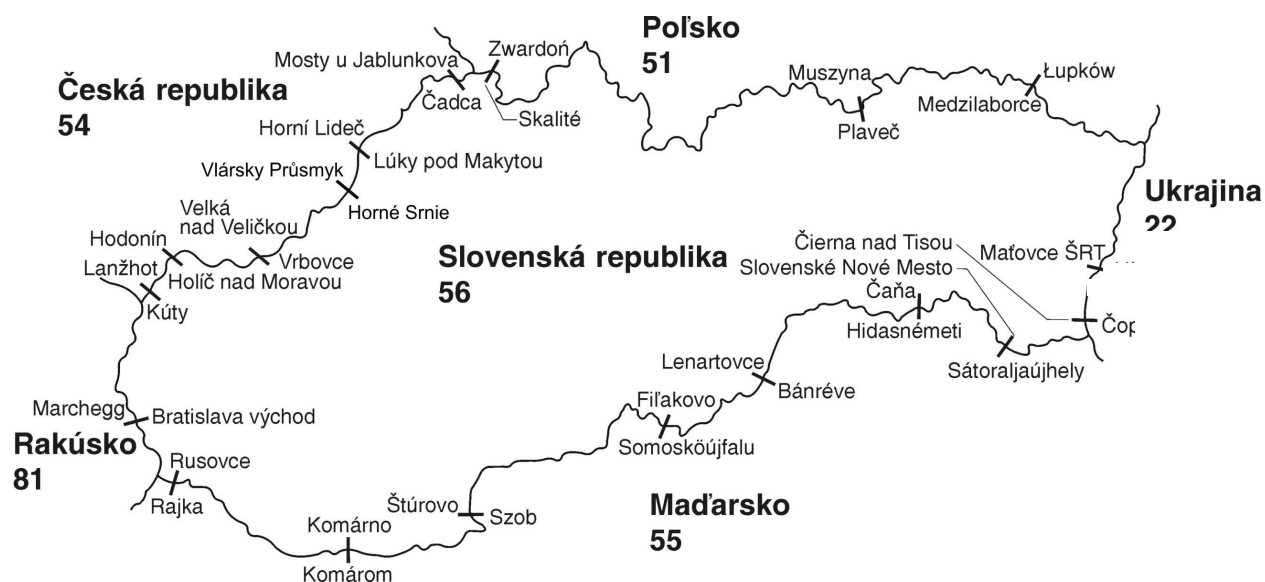 Poľsko
51
Zwardoń
Mosty u Jablunkova
Muszyna
Łupków
Česká republika
54
Čadca
Skalité
Medzilaborce
Plaveč
Horní Lideč
Lúky pod Makytou
Vlársky Průsmyk
Horné Srnie
Ukrajina
22
Velká
nad Veličkou
Hodonín
Vrbovce
Slovenská republika
56
Čierna nad Tisou
Maťovce ŠRT
Lanžhot
Holíč nad Moravou
Slovenské Nové Mesto
Kúty
Čaňa
Hidasnémeti
Čop
Lenartovce
Sátoraljaújhely
Bánréve
Marchegg
Bratislava východ
Fiľakovo
Rakúsko
81
Somosköújfalu
Rusovce
Rajka
Štúrovo
Szob
Maďarsko
55
Komárno
Komárom